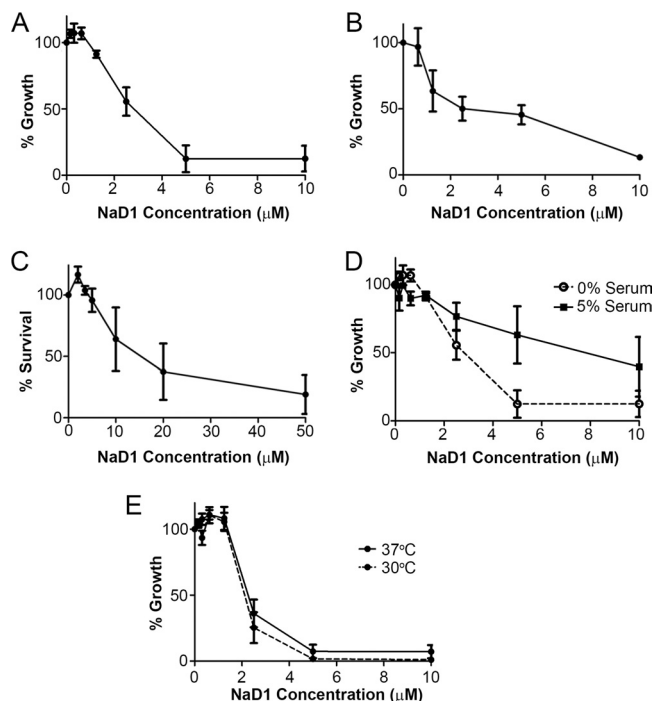 A
100
50
0
% Growth
0 2 4 6 8 10
NaD1 Concentration (μM)
B
100
50
0
% Growth
0 2 4 6 8 10
NaD1 Concentration (μM)
C
100
50
0
% Survival
0 10 20 30 40 50
NaD1 Concentration (μM)
D
100
50
0
% Growth
0% Serum
5% Serum
0 2 4 6 8 10
NaD1 Concentration (μM)
E
100
50
0
% Growth
37°C
30°C
0 2 4 6 8 10
NaD1 Concentration (μM)